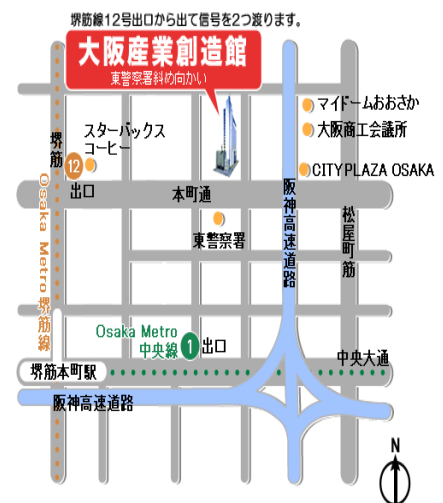 堺筋線12号出口から出て信号を2つ渡ります。
大阪産業創造館
東警察署斜め向かい
マイドームおおさか
大阪商工会議所
CITY PLAZA OSAKA
スターバックス
コーヒー
堺筋
12
出口
本町通
東警察署
阪神高速道路
松屋町筋
Osaka Metro 堺筋線
Osaka Metro
中央線
1
出口
中央大通
堺筋本町駅
阪神高速道路
N